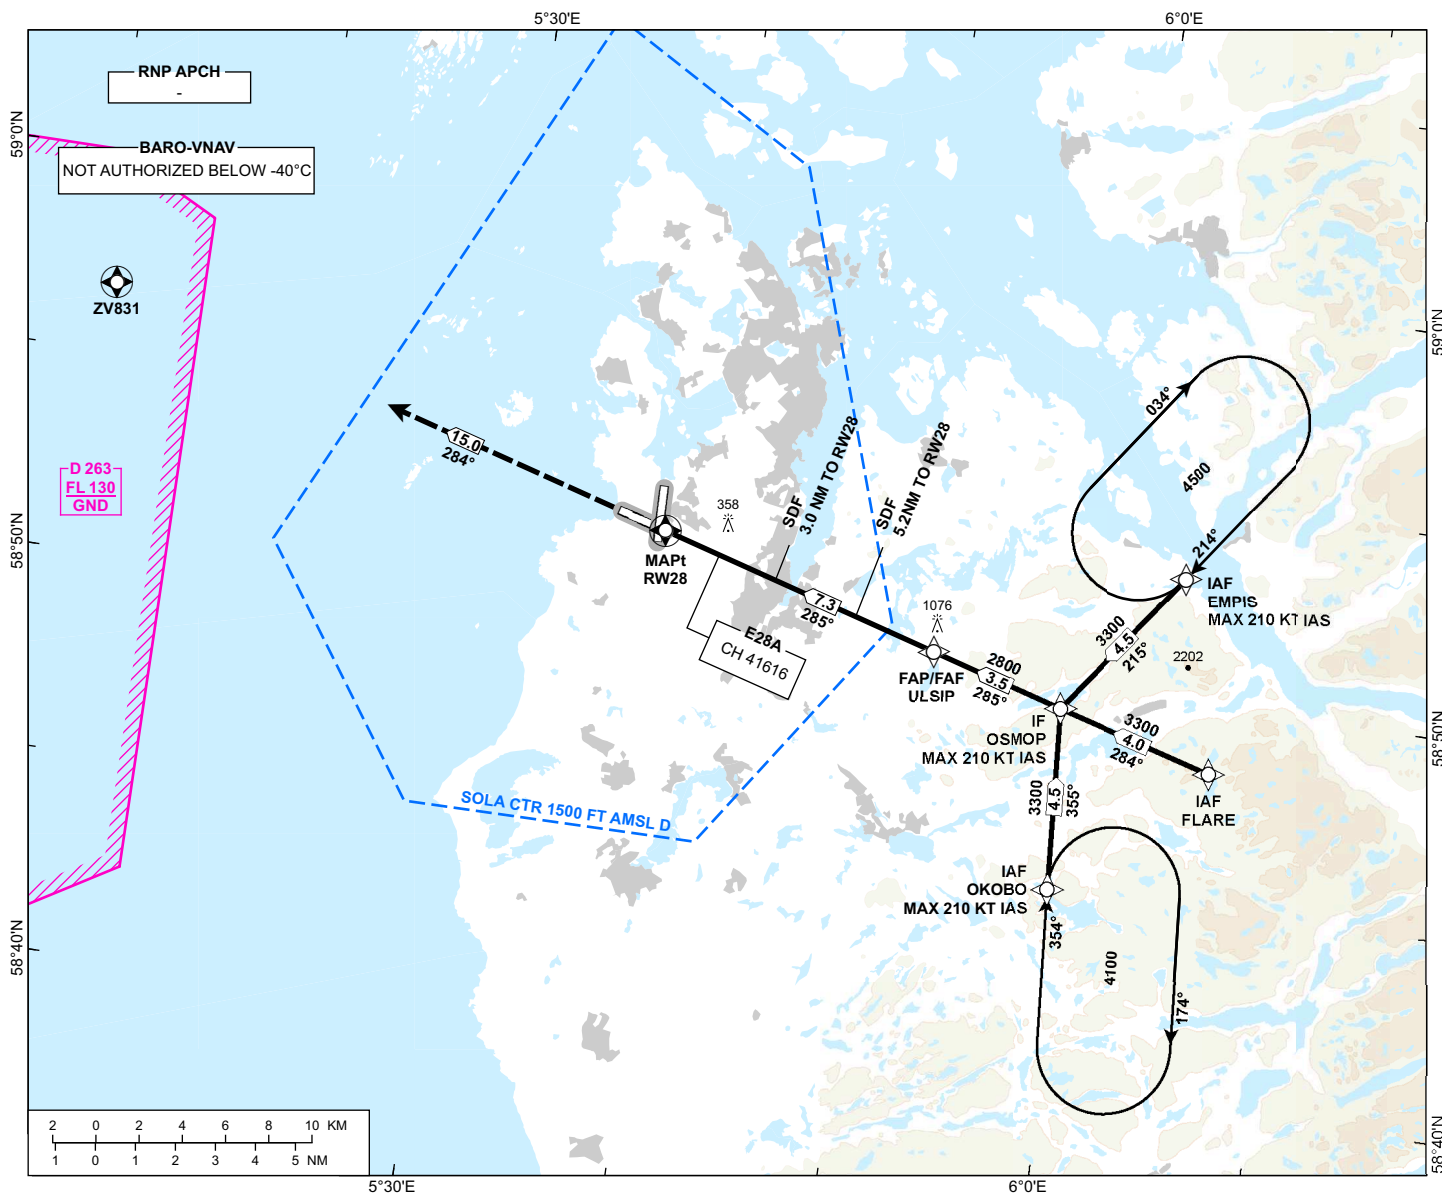 5°30'E
6°0'E
RNP APCH
-
59°0'N
BARO-VNAV
NOT AUTHORIZED BELOW -40°C
ZV831
59°0'N
034°
4500
15.0
284°
SDF
3.0 NM TO RW28
SDF
5.2NM TO RW28
D 263
FL 130
GND
358
214°
58°50'N
MAPt
RW28
IAF
EMPIS
MAX 210 KT IAS
7.3
285°
1076
3300
4.5
215°
2202
E28A
CH 41616
2800
3.5
285°
FAP/FAF
ULSIP
IF
OSMOP
MAX 210 KT IAS
3300
4.0
284°
58°50'N
IAF
FLARE
3300
4.5
355°
SOLA CTR 1500 FT AMSL D
IAF
OKOBO
MAX 210 KT IAS
354°
4100
174°
58°40'N
2 0 2 4 6 8 10 KM
1 0 1 2 3 4 5 NM
58°40'N
5°30'E
6°0'E